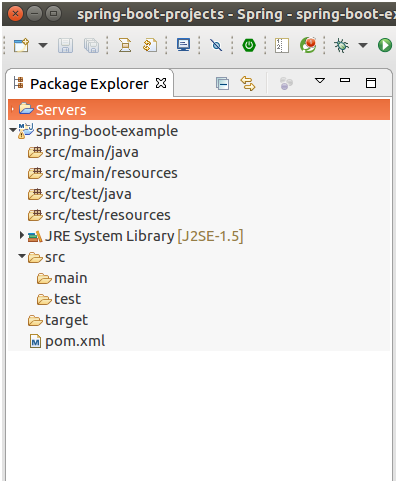 spring-boot-projects - Spring - spring-boot-ex
Package Explorer
Servers
spring-boot-example
src/main/java
src/main/resources
src/test/java
src/test/resources
JRE System Library [J2SE-1.5]
src
main
test
target
pom.xml